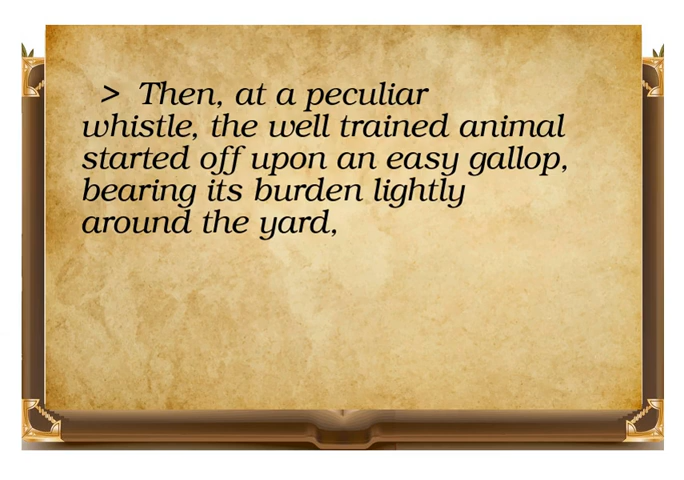 > Then, at a peculiar
whistle, the well trained animal
started off upon an easy gallop,
bearing its burden lightly
around the yard,